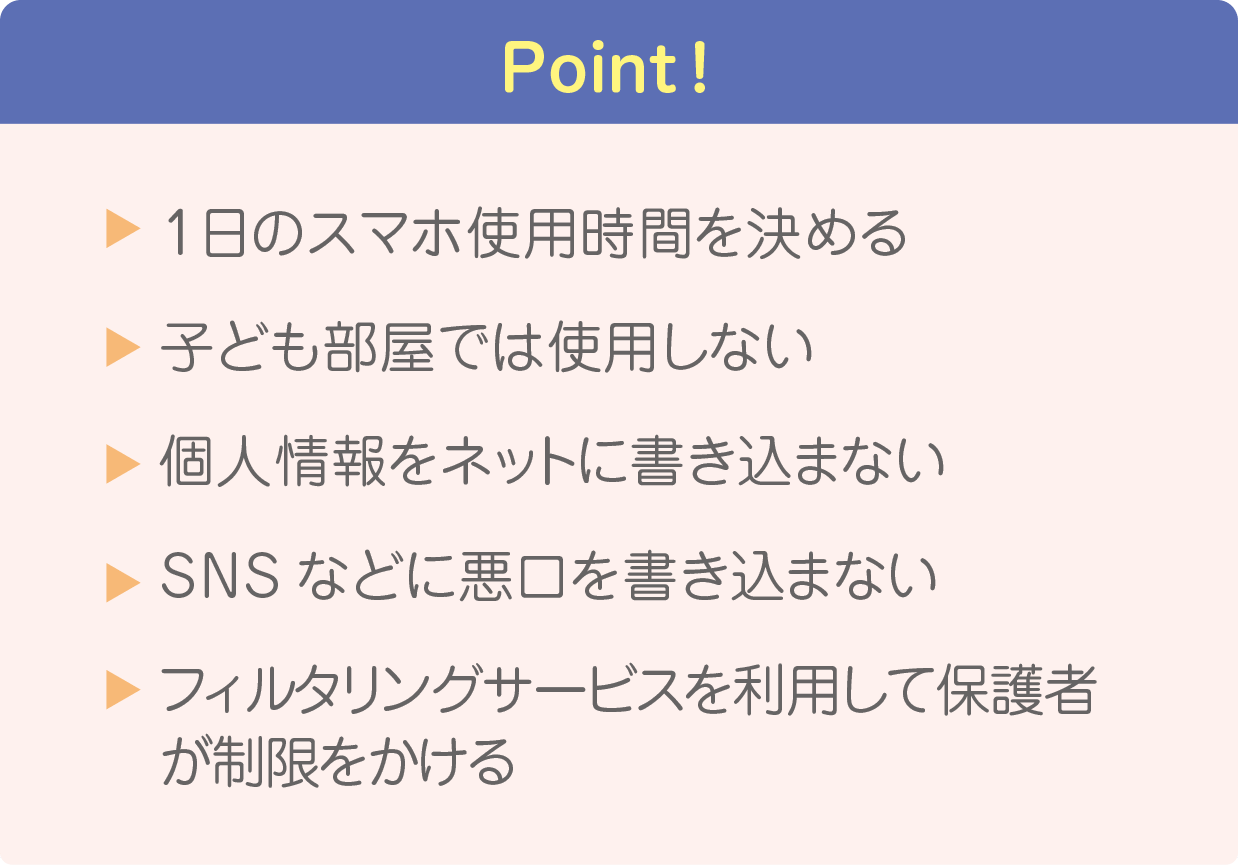 Point!
▶ 1日のスマホ使用時間を決める
▶ 子ども部屋では使用しない
▶ 個人情報をネットに書き込まない
▶ SNSなどに悪口を書き込まない
▶ フィルタリングサービスを利用して保護者
が制限をかける